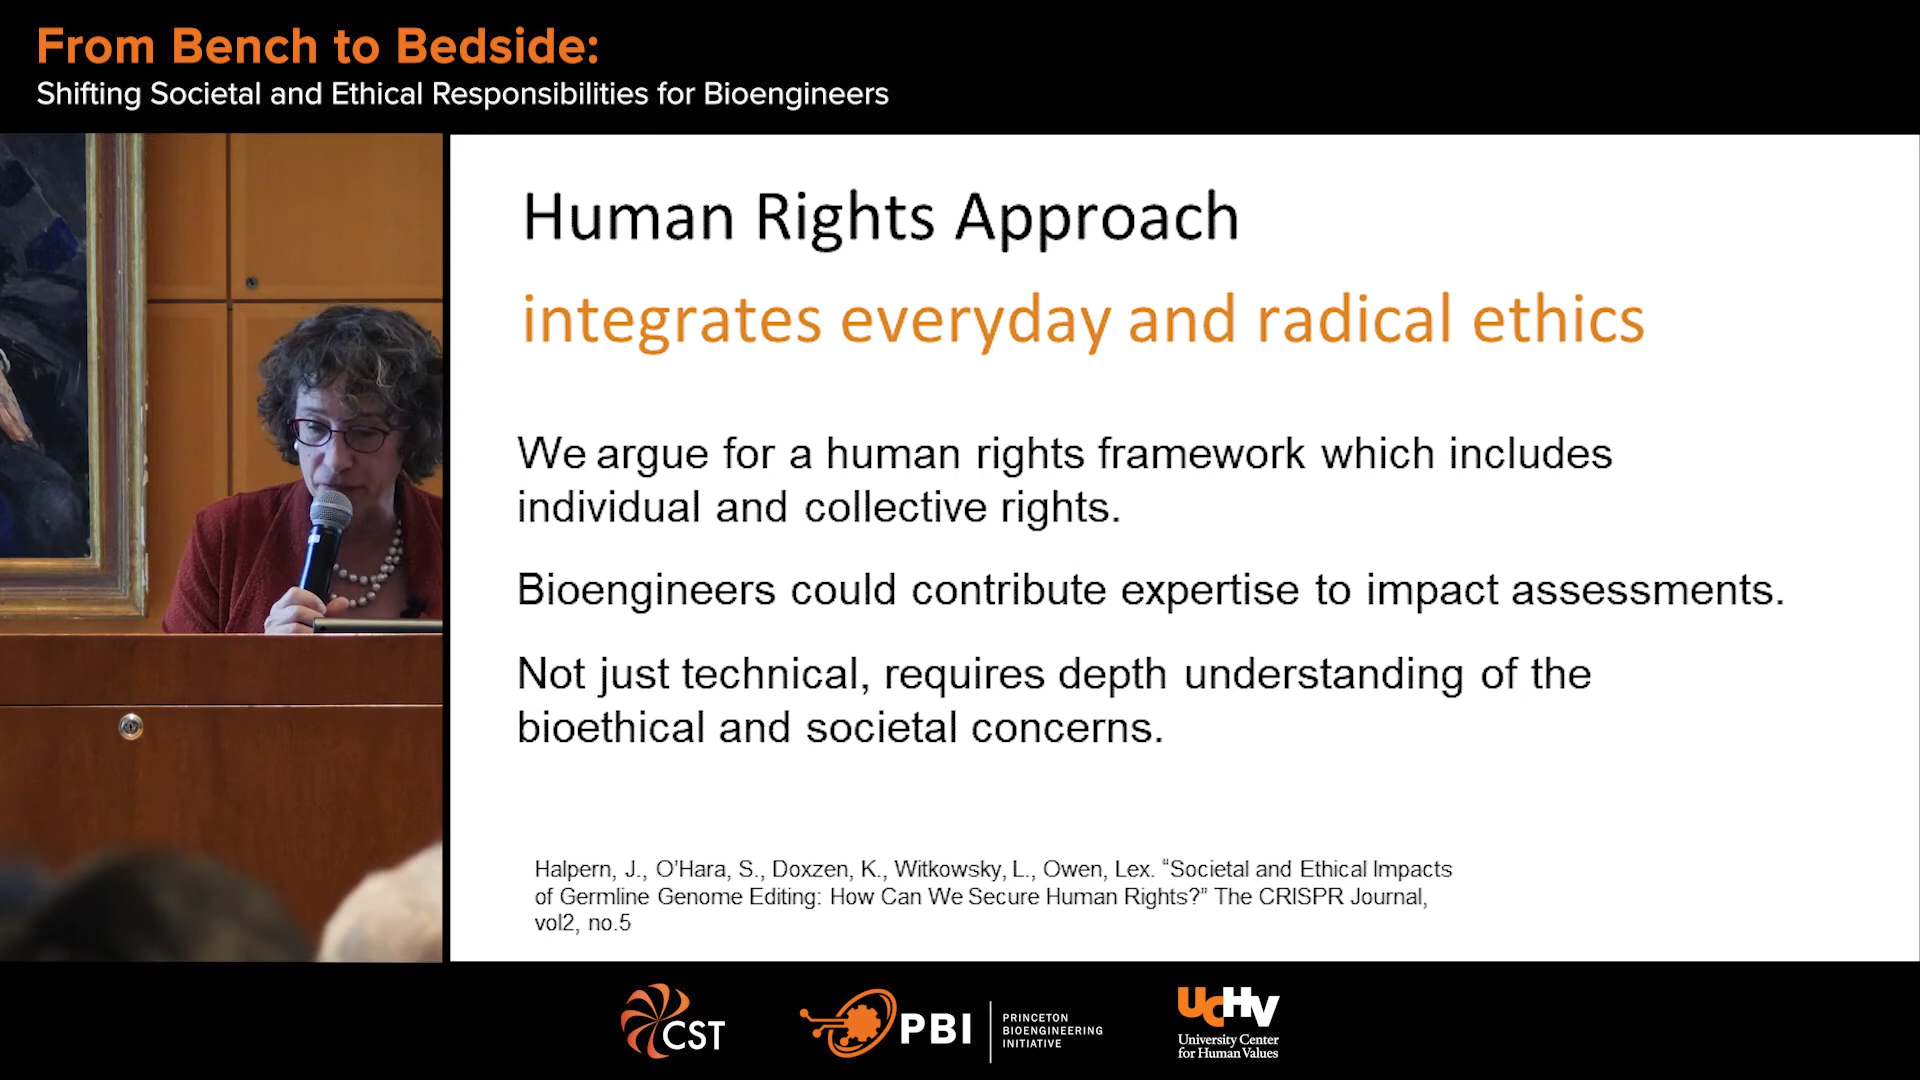 From Bench to Bedside:
Shifting Societal and Ethical Responsibilities for Bioengineers
Human Rights Approach
integrates everyday and radical ethics
We argue for a human rights framework which includes
individual and collective rights.
Bioengineers could contribute expertise to impact assessments.
Not just technical, requires depth understanding of the
bioethical and societal concerns.
Halpern, J., O’Hara, S., Doxzen, K., Witkowsky, L., Owen, Lex. “Societal and Ethical Impacts
of Germline Genome Editing: How Can We Secure Human Rights?” The CRISPR Journal,
vol2, no.5
CST
PBI
PRINCETON
BIOENGINEERING
INITIATIVE
UCHV
University Center
for Human Values